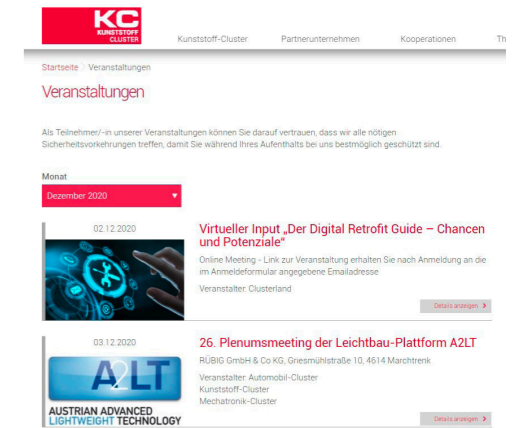 KC
KUNSTSTOFF
CLUSTER
Kunststoff-Cluster Partnerunternehmen Kooperationen Th
Startseite / Veranstaltungen
Veranstaltungen
Als Teilnehmer/-in unserer Veranstaltungen können Sie darauf vertrauen, dass wir alle nötigen
Sicherheitsvorkehrungen treffen, damit Sie während Ihres Aufenthalts bei uns bestmöglich geschützt sind.
Monat
Dezember 2020
02.12.2020
Virtueller Input „Der Digital Retrofit Guide – Chancen
und Potenziale“
Online Meeting - Link zur Veranstaltung erhalten Sie nach Anmeldung an die
im Anmeldeformular angegebene Emailadresse
Veranstalter: Clusterland
Details anzeigen
03.12.2020
26. Plenumsmeeting der Leichtbau-Plattform A2LT
RÜBIG GmbH & Co KG, Griesmühlstraße 10, 4614 Marchtrenk
Veranstalter: Automobil-Cluster
Kunststoff-Cluster
Mechatronik-Cluster
A2LT
AUSTRIAN ADVANCED
LIGHTWEIGHT TECHNOLOGY
Details anzeigen